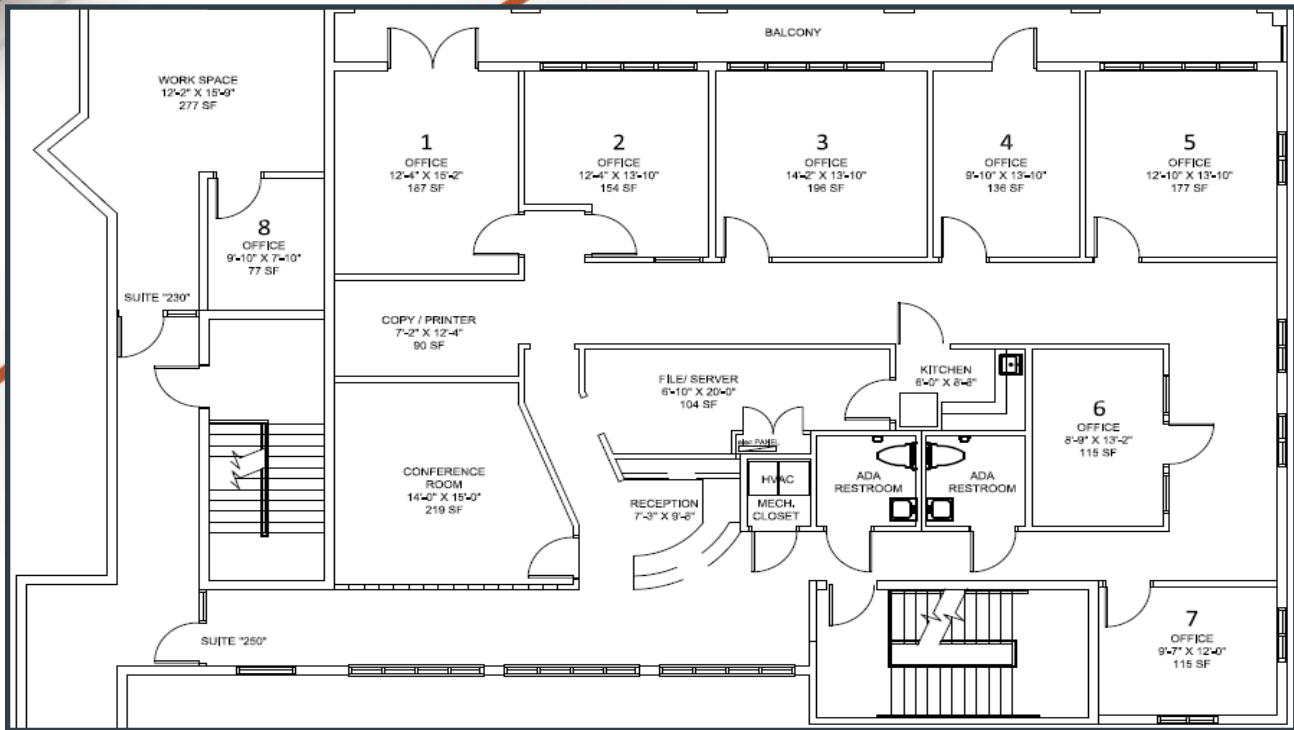 BALCONY
WORK SPACE
12'-2" X 15'-9"
277 SF
1
OFFICE
12'-4" X 15'-2"
187 SF
2
OFFICE
12'-4" X 13'-10"
154 SF
3
OFFICE
14'-2" X 13'-10"
196 SF
4
OFFICE
9'-10" X 13'-10"
136 SF
5
OFFICE
12'-10" X 13'-10"
177 SF
8
OFFICE
9'-10" X 7'-10"
77 SF
SUITE "230"
COPY / PRINTER
7'-2" X 12'-4"
90 SF
FILE/ SERVER
6'-10" X 20'-0"
104 SF
KITCHEN
6'-0" X 8'-8"
6
OFFICE
8'-9" X 13'-2"
115 SF
elec PANEL
CONFERENCE
ROOM
14'-0" X 15'-0"
219 SF
RECEPTION
7'-3" X 9'-8"
HVAC
MECH.
CLOSET
ADA
RESTROOM
ADA
RESTROOM
SUITE "250"
7
OFFICE
9'-7" X 12'-0"
115 SF